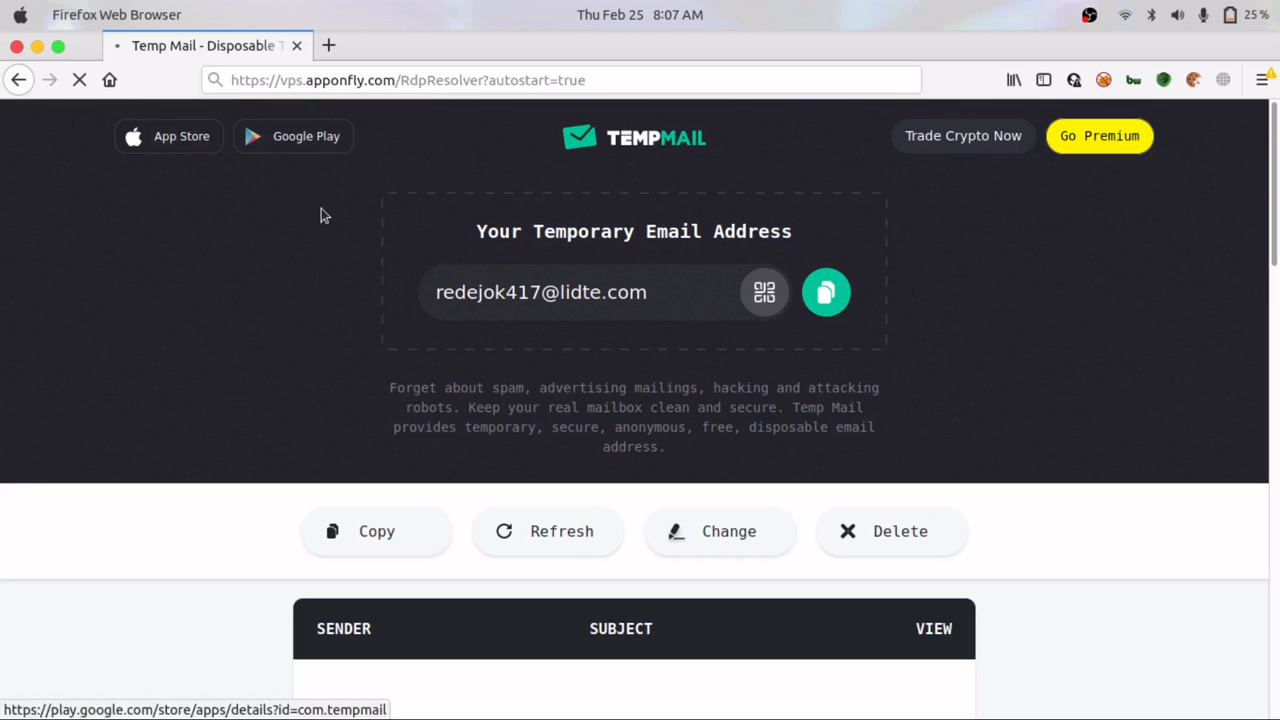 Firefox Web Browser
Thu Feb 25 8:07 AM
25 %
Temp Mail - Disposable
https://vps.apponfly.com/RdpResolver?autostart=true
App Store
Google Play
TEMPMAIL
Trade Crypto Now
Go Premium
Your Temporary Email Address
redejok417@lidte.com
Forget about spam, advertising mailings, hacking and attacking
robots. Keep your real mailbox clean and secure. Temp Mail
provides temporary, secure, anonymous, free, disposable email
address.
Copy
Refresh
Change
Delete
SENDER
SUBJECT
VIEW
https://play.google.com/store/apps/details?id=com.tempmail